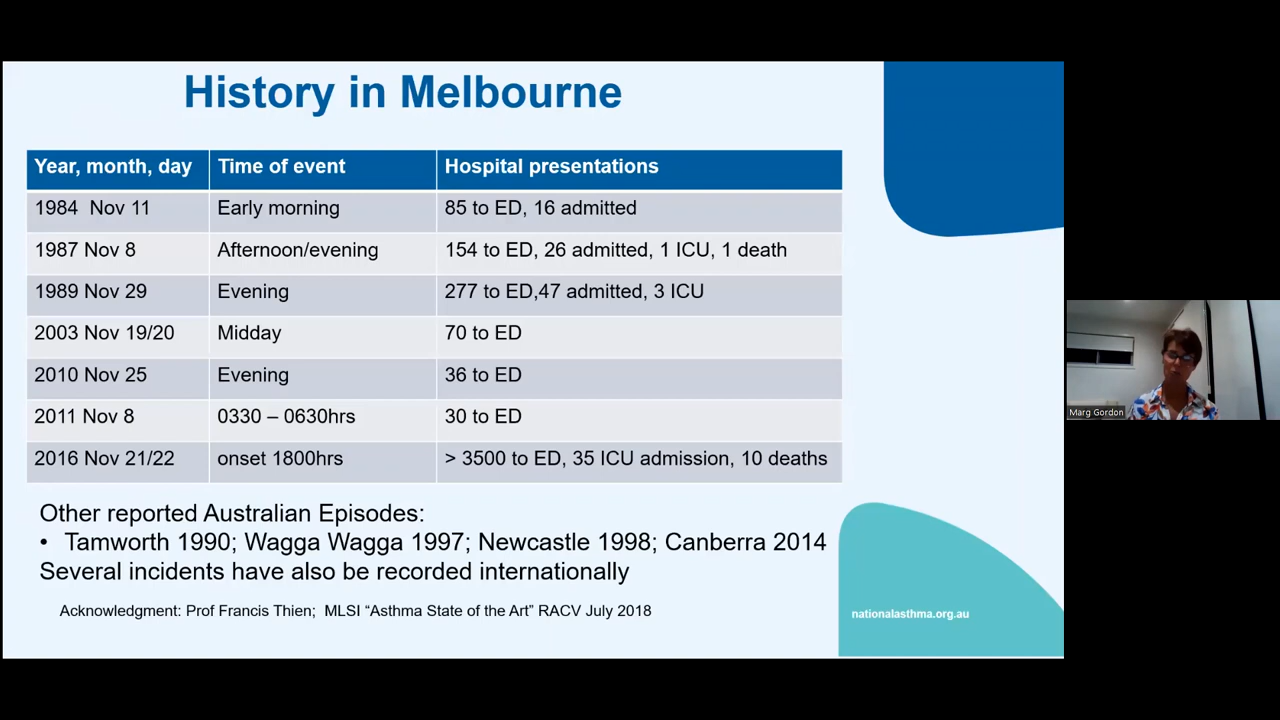 History in Melbourne
Year, month, day Time of event Hospital presentations
1984 Nov 11 Early morning 85 to ED, 16 admitted
1987 Nov 8 Afternoon/evening 154 to ED, 26 admitted, 1 ICU, 1 death
1989 Nov 29 Evening 277 to ED,47 admitted, 3 ICU
2003 Nov 19/20 Midday 70 to ED
2010 Nov 25 Evening 36 to ED
2011 Nov 8 0330 – 0630hrs 30 to ED
2016 Nov 21/22 onset 1800hrs > 3500 to ED, 35 ICU admission, 10 deaths
Other reported Australian Episodes:
• Tamworth 1990; Wagga Wagga 1997; Newcastle 1998; Canberra 2014
Several incidents have also be recorded internationally
Acknowledgment: Prof Francis Thien; MLSI “Asthma State of the Art” RACV July 2018
nationalasthma.org.au
Marg Gordon